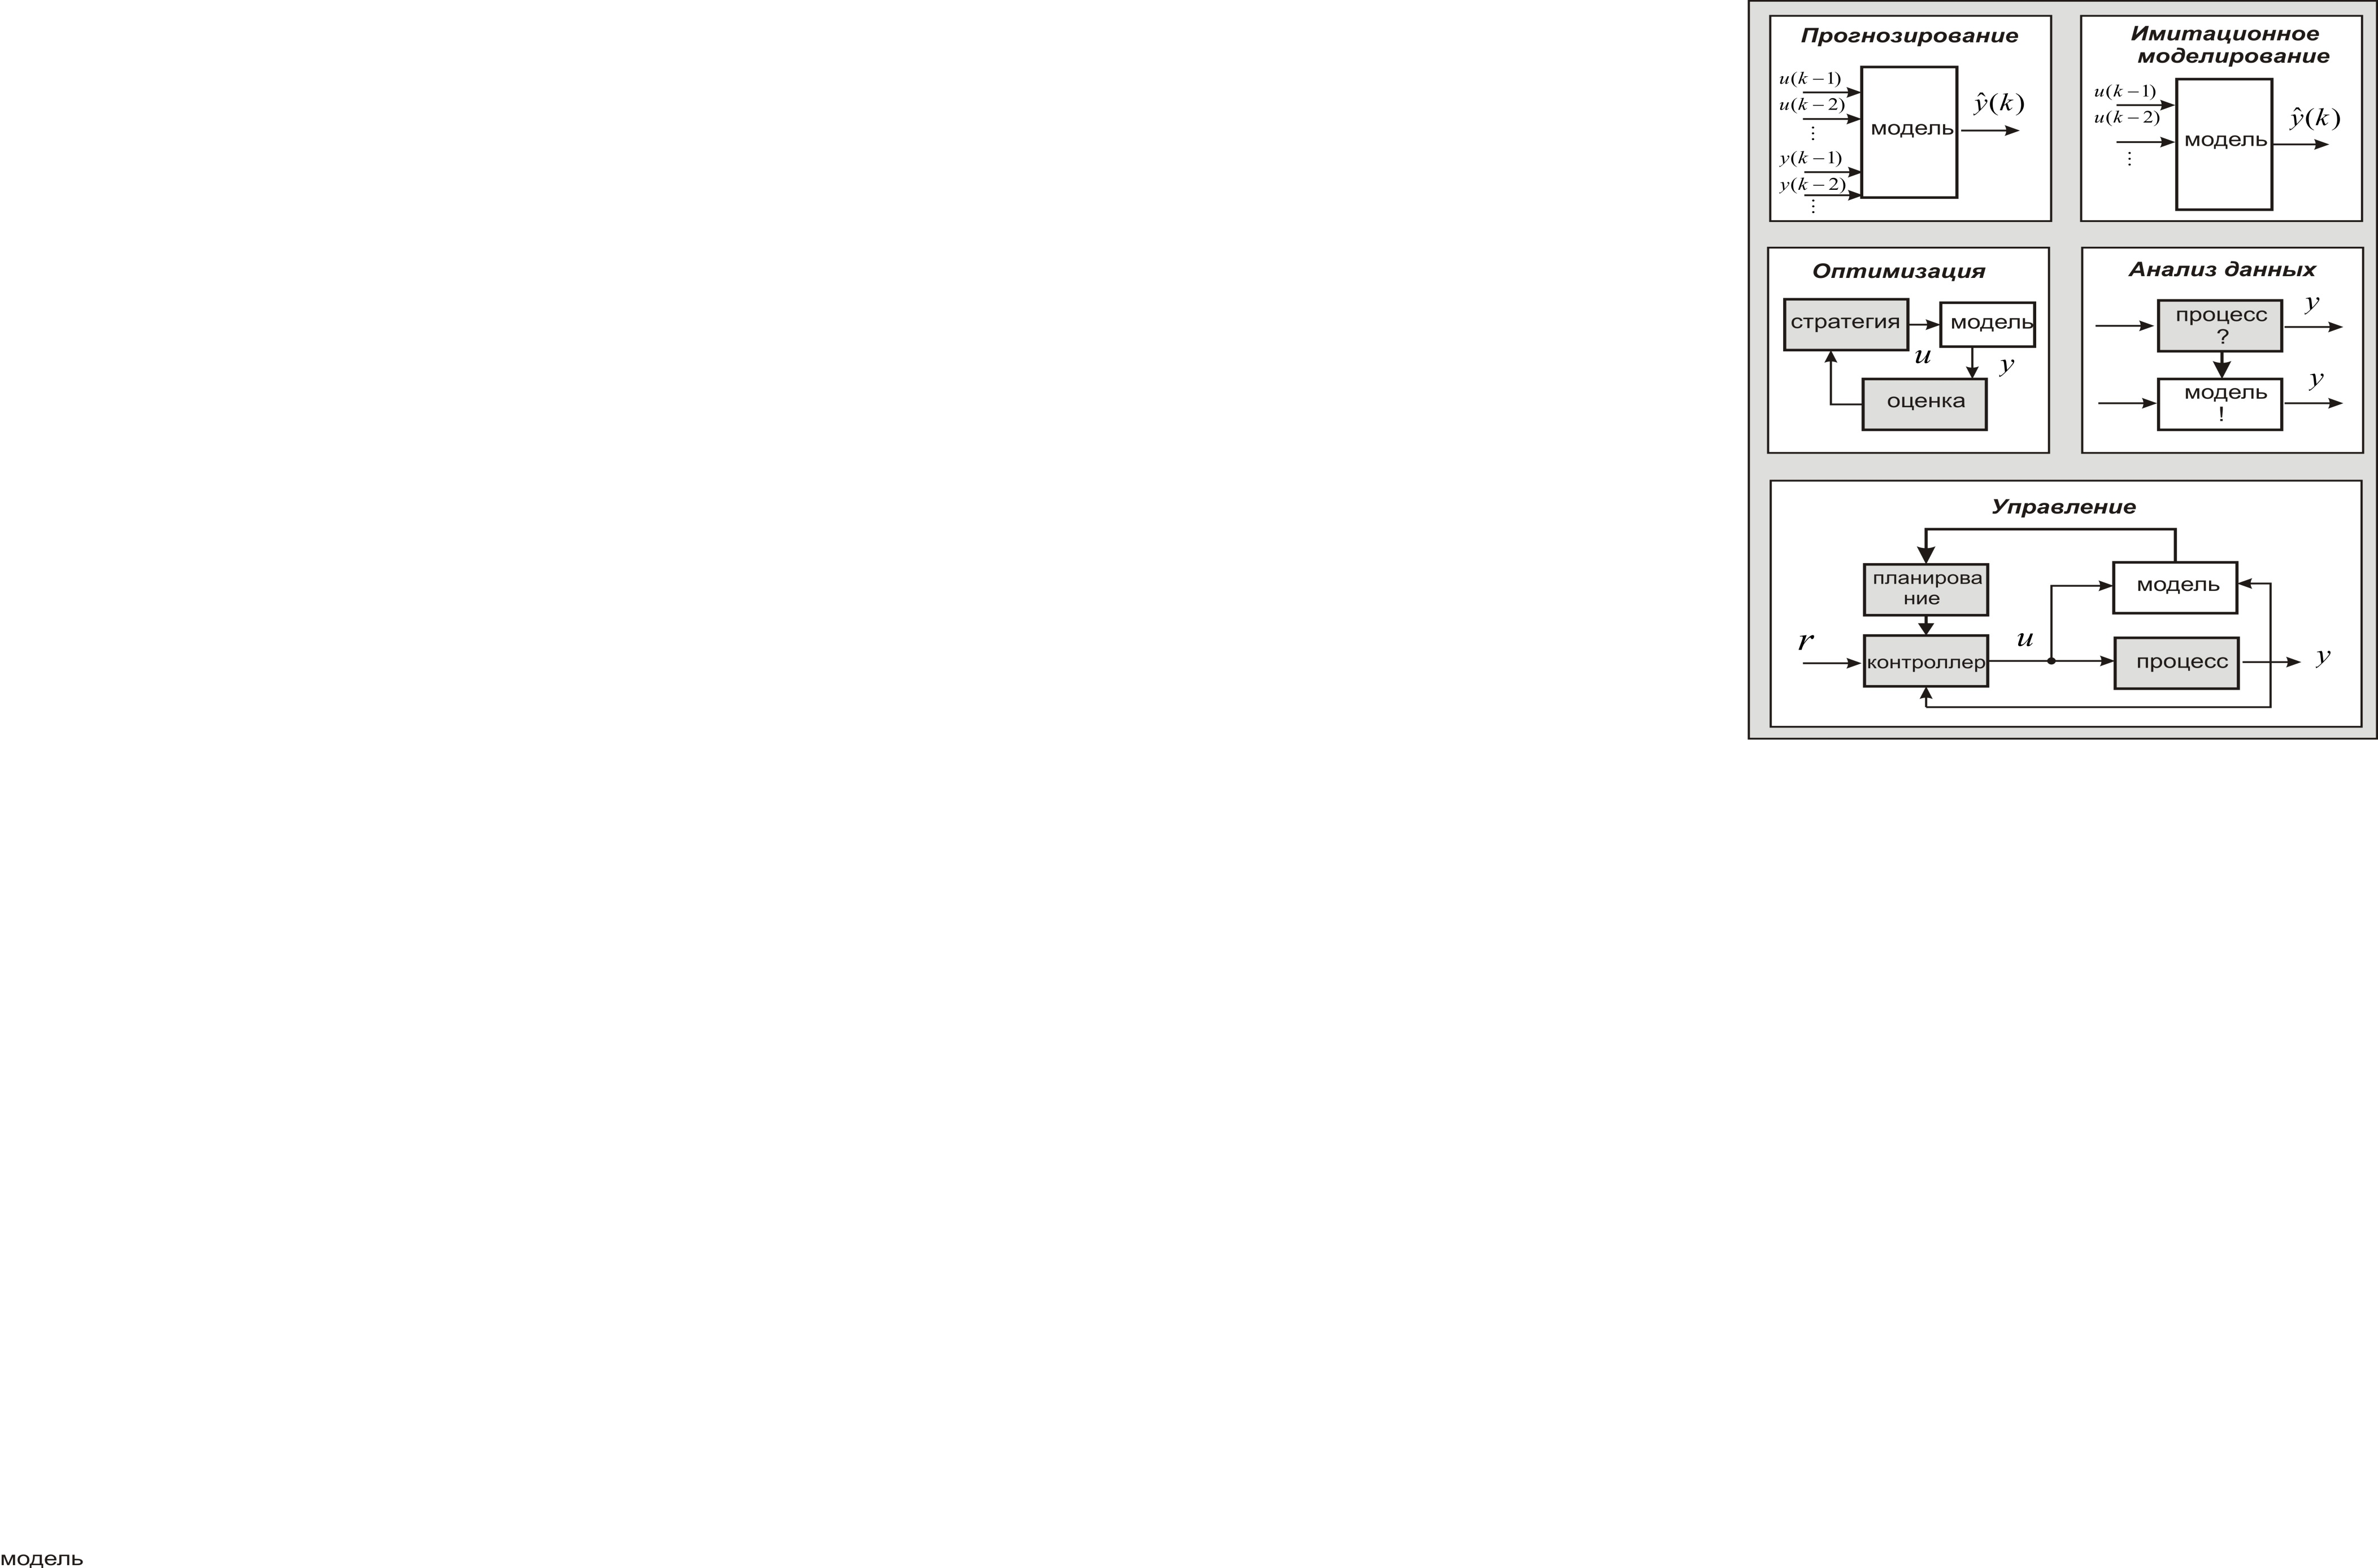 Прогнозирование
u(k−1)
u(k−2)
⋮
y(k−1)
y(k−2)
⋮
модель
ŷ(k)
Имитационное
моделирование
u(k−1)
u(k−2)
⋮
модель
ŷ(k)
Оптимизация
стратегия
модель
u
y
оценка
Анализ данных
процесс
?
y
модель
!
y
Управление
планирова
ние
модель
r
контроллер
u
процесс
y
модель